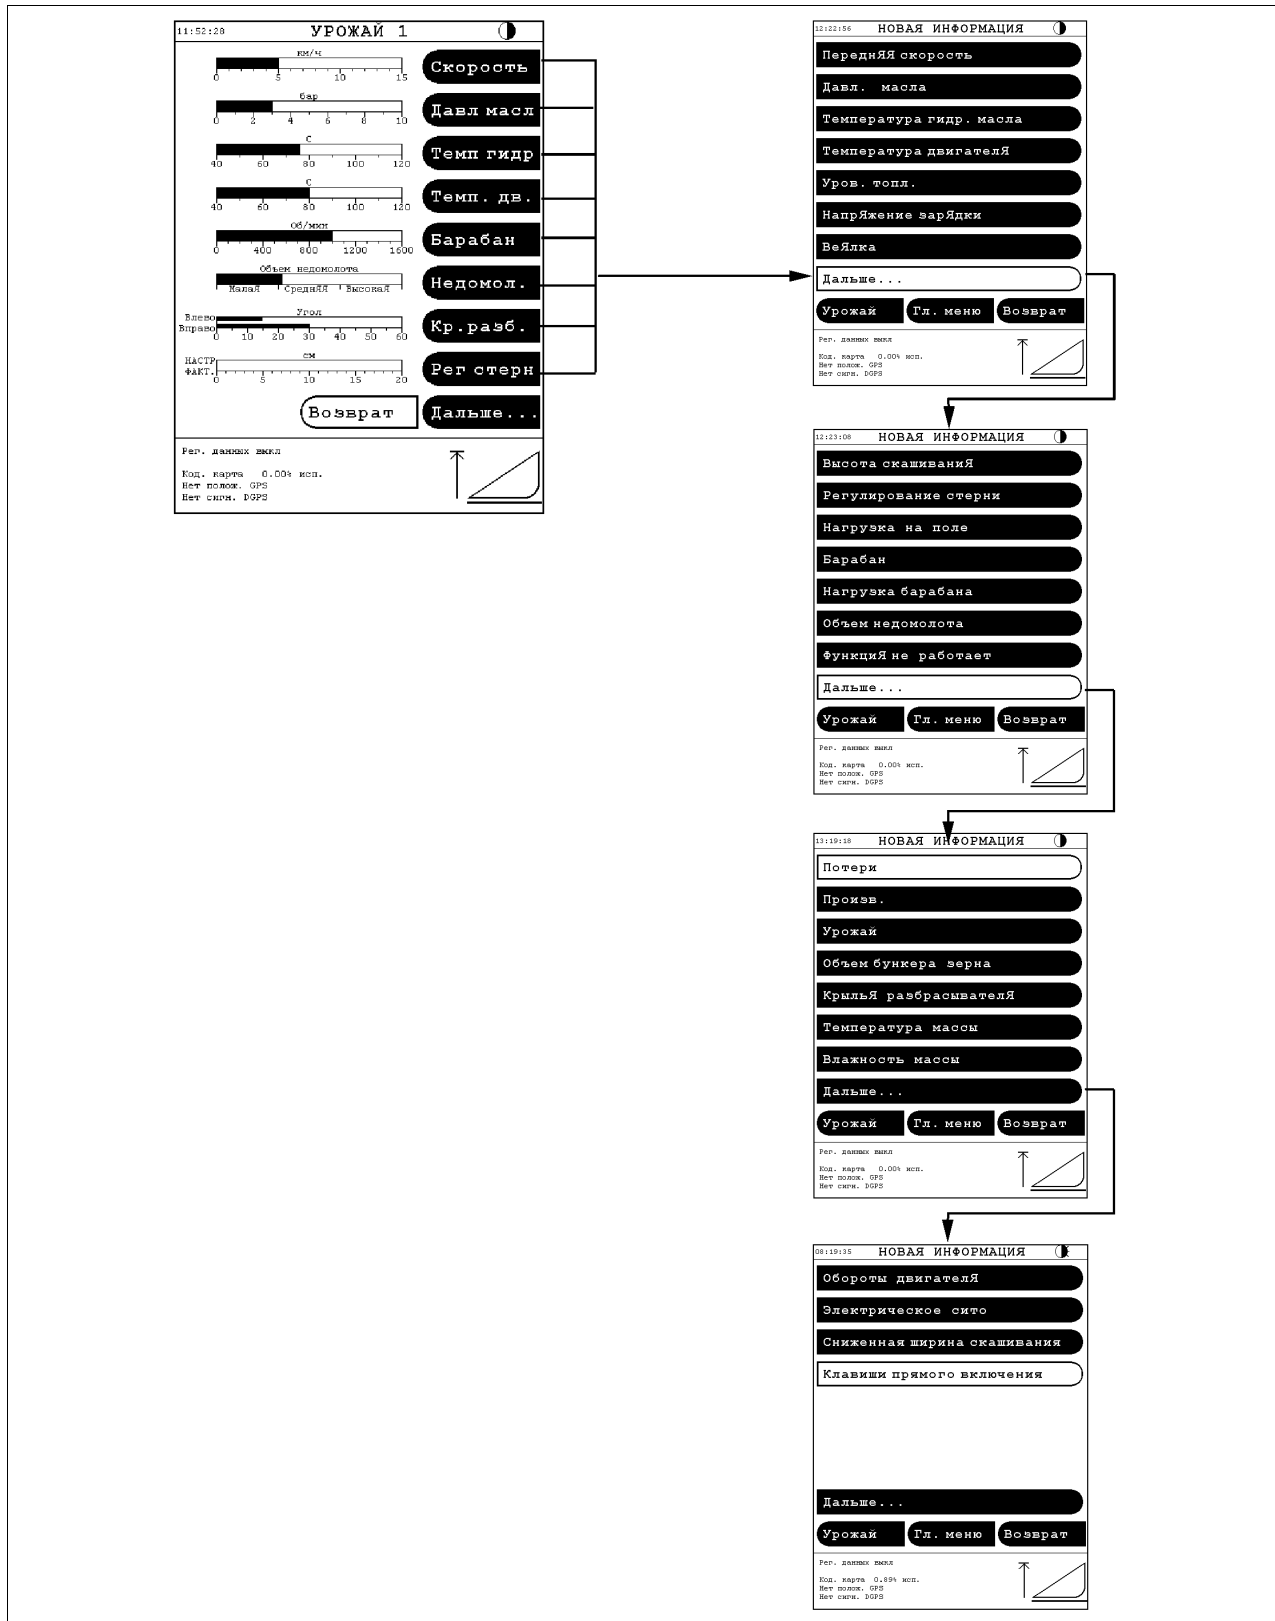 11:52:28 УРОЖАЙ 1
км/ч
0 5 10 15
Скорость
бар
0 2 4 6 8 10
Давл масл
С
40 60 80 100 120
Темп гидр
С
40 60 80 100 120
Темп. дв.
Об/мин
0 400 800 1200 1600
Барабан
Объем недомолота
МалаЯ СреднЯЯ ВысокаЯ
Недомол.
Угол
Влево
Вправо
0 10 20 30 40 50 60
Кр.разб.
см
НАСТР.
ФАКТ.
0 5 10 15 20
Рег стерн
Возврат Дальше...
Рег. данных выкл
Код. карта 0.00% исп.
Нет полож. GPS
Нет сигн. DGPS
12:22:56 НОВАЯ ИНФОРМАЦИЯ
ПереднЯЯ скорость
Давл. масла
Температура гидр. масла
Температура двигателЯ
Уров. топл.
НапрЯжение зарЯдки
ВеЯлка
Дальше...
Урожай Гл. меню Возврат
Рег. данных выкл
Код. карта 0.00% исп.
Нет полож. GPS
Нет сигн. DGPS
12:23:08 НОВАЯ ИНФОРМАЦИЯ
Высота скашиваниЯ
Регулирование стерни
Нагрузка на поле
Барабан
Нагрузка барабана
Объем недомолота
ФункциЯ не работает
Дальше...
Урожай Гл. меню Возврат
Рег. данных выкл
Код. карта 0.00% исп.
Нет полож. GPS
Нет сигн. DGPS
13:19:18 НОВАЯ ИНФОРМАЦИЯ
Потери
Произв.
Урожай
Объем бункера зерна
КрыльЯ разбрасывателЯ
Температура массы
Влажность массы
Дальше...
Урожай Гл. меню Возврат
Рег. данных выкл
Код. карта 0.00% исп.
Нет полож. GPS
Нет сигн. DGPS
08:19:35 НОВАЯ ИНФОРМАЦИЯ
Обороты двигателЯ
Электрическое сито
Сниженная ширина скашивания
Клавиши прямого включения
Дальше...
Урожай Гл. меню Возврат
Рег. данных выкл
Код. карта 0.89% исп.
Нет полож. GPS
Нет сигн. DGPS